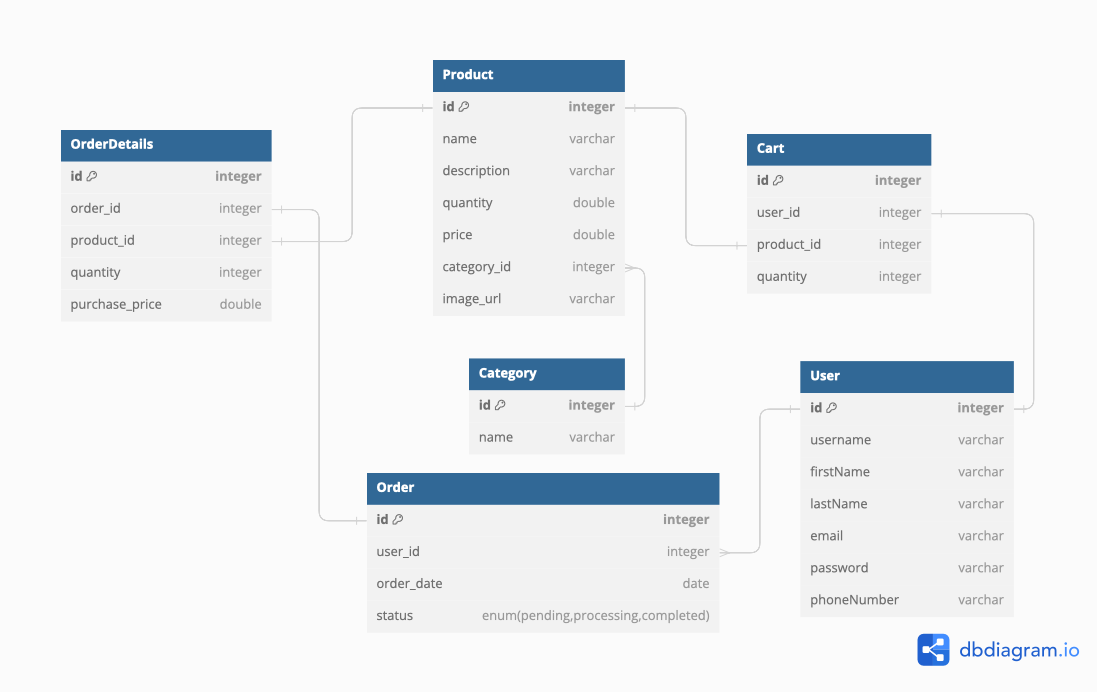 Product
id integer
name varchar
description varchar
quantity double
price double
category_id integer
image_url varchar
OrderDetails
id integer
order_id integer
product_id integer
quantity integer
purchase_price double
Cart
id integer
user_id integer
product_id integer
quantity integer
Category
id integer
name varchar
User
id integer
username varchar
firstName varchar
lastName varchar
email varchar
password varchar
phoneNumber varchar
Order
id integer
user_id integer
order_date date
status enum(pending,processing,completed)
dbdiagram.io